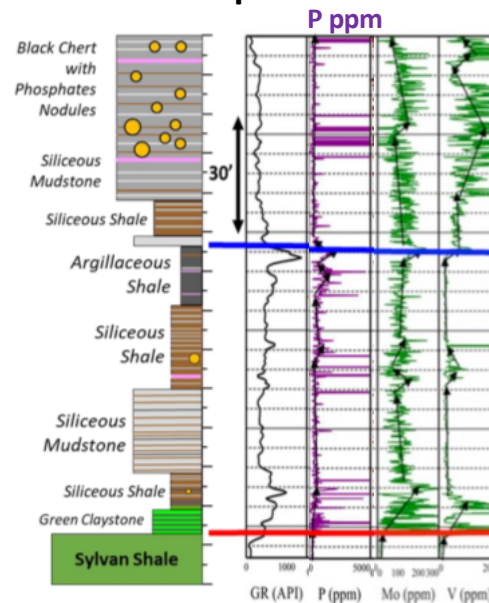 P ppm
Black Chert
with
Phosphates
Nodules
Siliceous
Mudstone
30'
Siliceous Shale
Argillaceous
Shale
Siliceous
Shale
Siliceous
Mudstone
Siliceous Shale
Green Claystone
Sylvan Shale
0 1000 0 5000 0 100 200 300 0
GR (API) P (ppm) Mo (ppm) V (ppm)